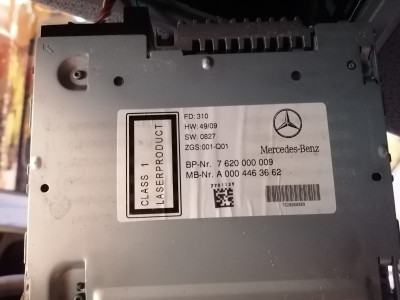 FD: 310
HW: 49/09
SW: 0827
ZGS: 001-Q01
Mercedes-Benz
BP-Nr. 7 620 000 009
MB-Nr. A 000 446 36 62
CLASS 1
LASERPRODUCT